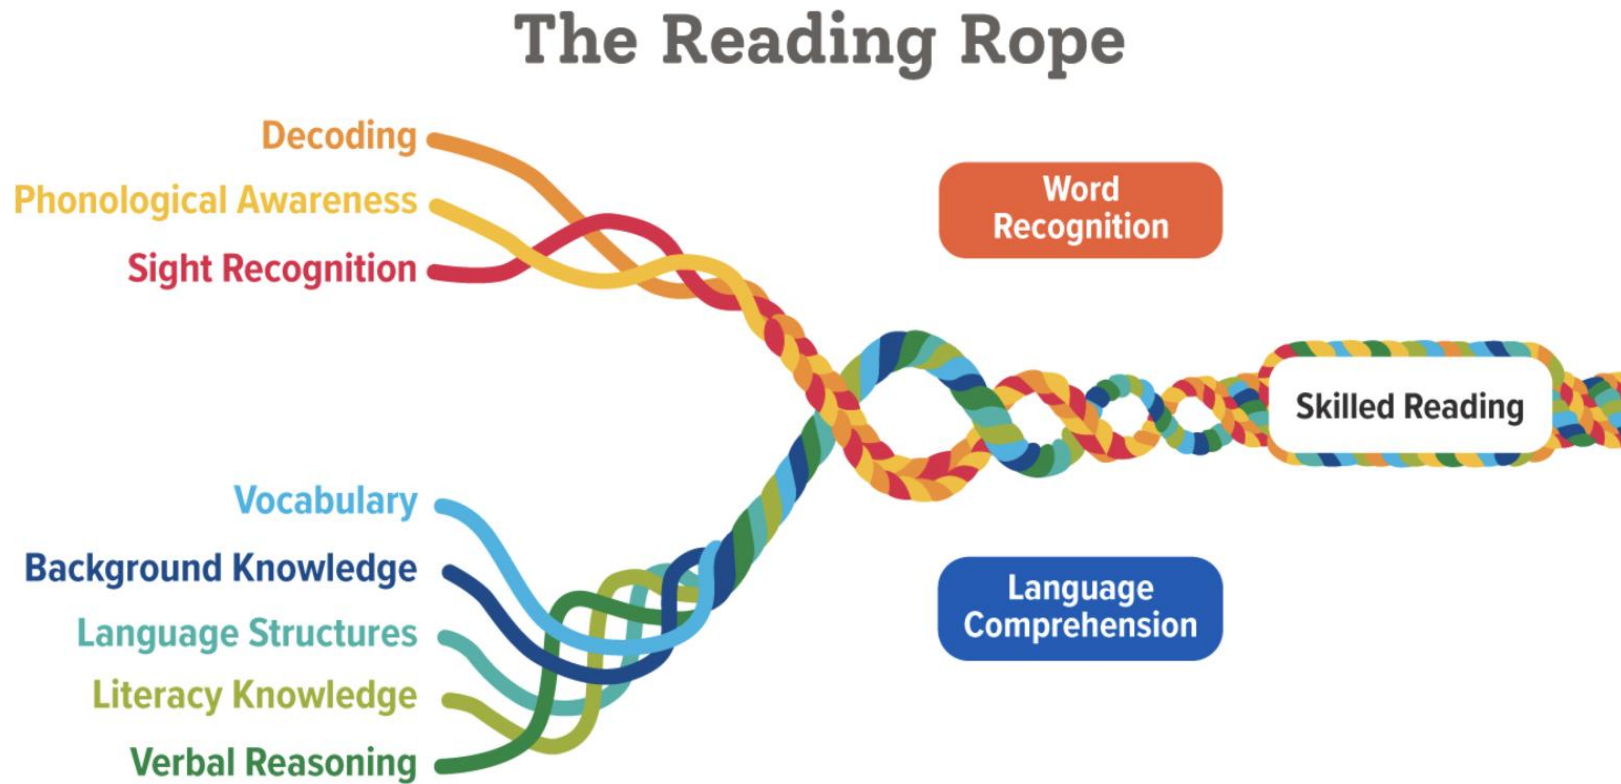 The Reading Rope
Decoding
Phonological Awareness
Sight Recognition
Word
Recognition
Skilled Reading
Vocabulary
Background Knowledge
Language Structures
Literacy Knowledge
Verbal Reasoning
Language
Comprehension